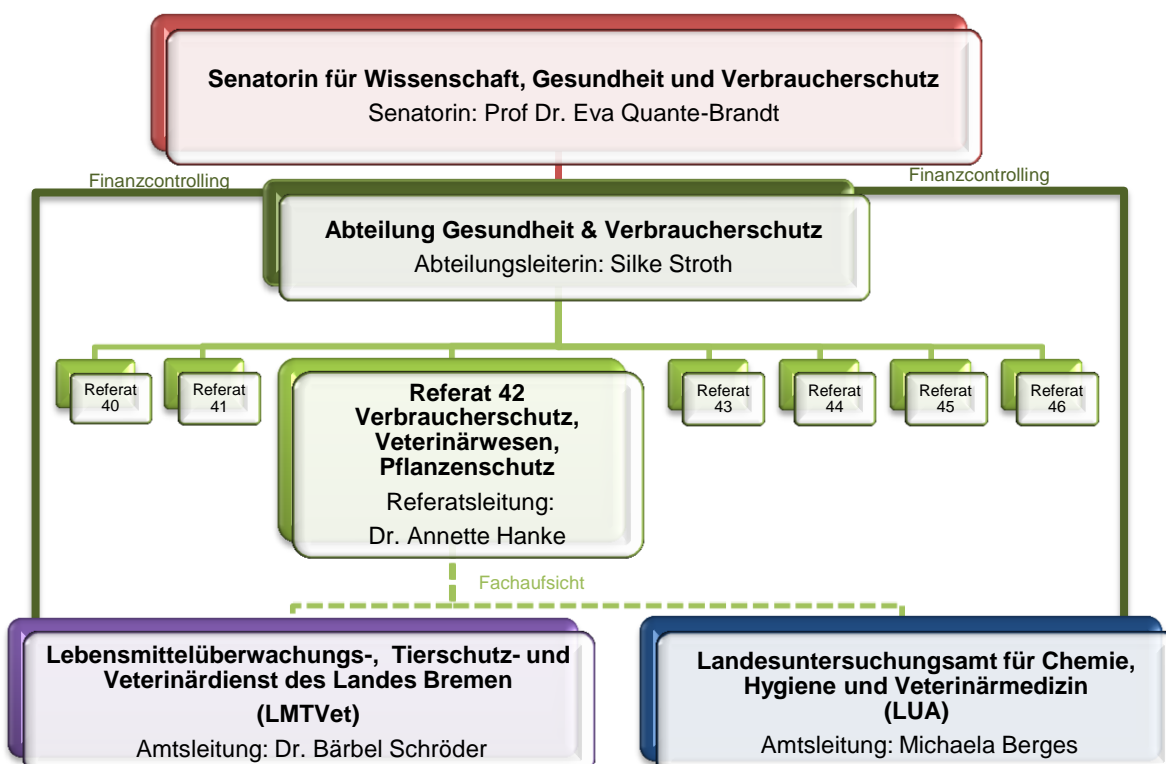 Senatorin für Wissenschaft, Gesundheit und Verbraucherschutz
Senatorin: Prof Dr. Eva Quante-Brandt
Finanzcontrolling
Finanzcontrolling
Abteilung Gesundheit & Verbraucherschutz
Abteilungsleiterin: Silke Stroth
Referat
40
Referat
41
Referat 42
Verbraucherschutz,
Veterinärwesen,
Pflanzenschutz
Referatsleitung:
Dr. Annette Hanke
Referat
43
Referat
44
Referat
45
Referat
46
Fachaufsicht
Lebensmittelüberwachungs-, Tierschutz- und
Veterinärdienst des Landes Bremen
(LMTVet)
Amtsleitung: Dr. Bärbel Schröder
Landesuntersuchungsamt für Chemie,
Hygiene und Veterinärmedizin
(LUA)
Amtsleitung: Michaela Berges